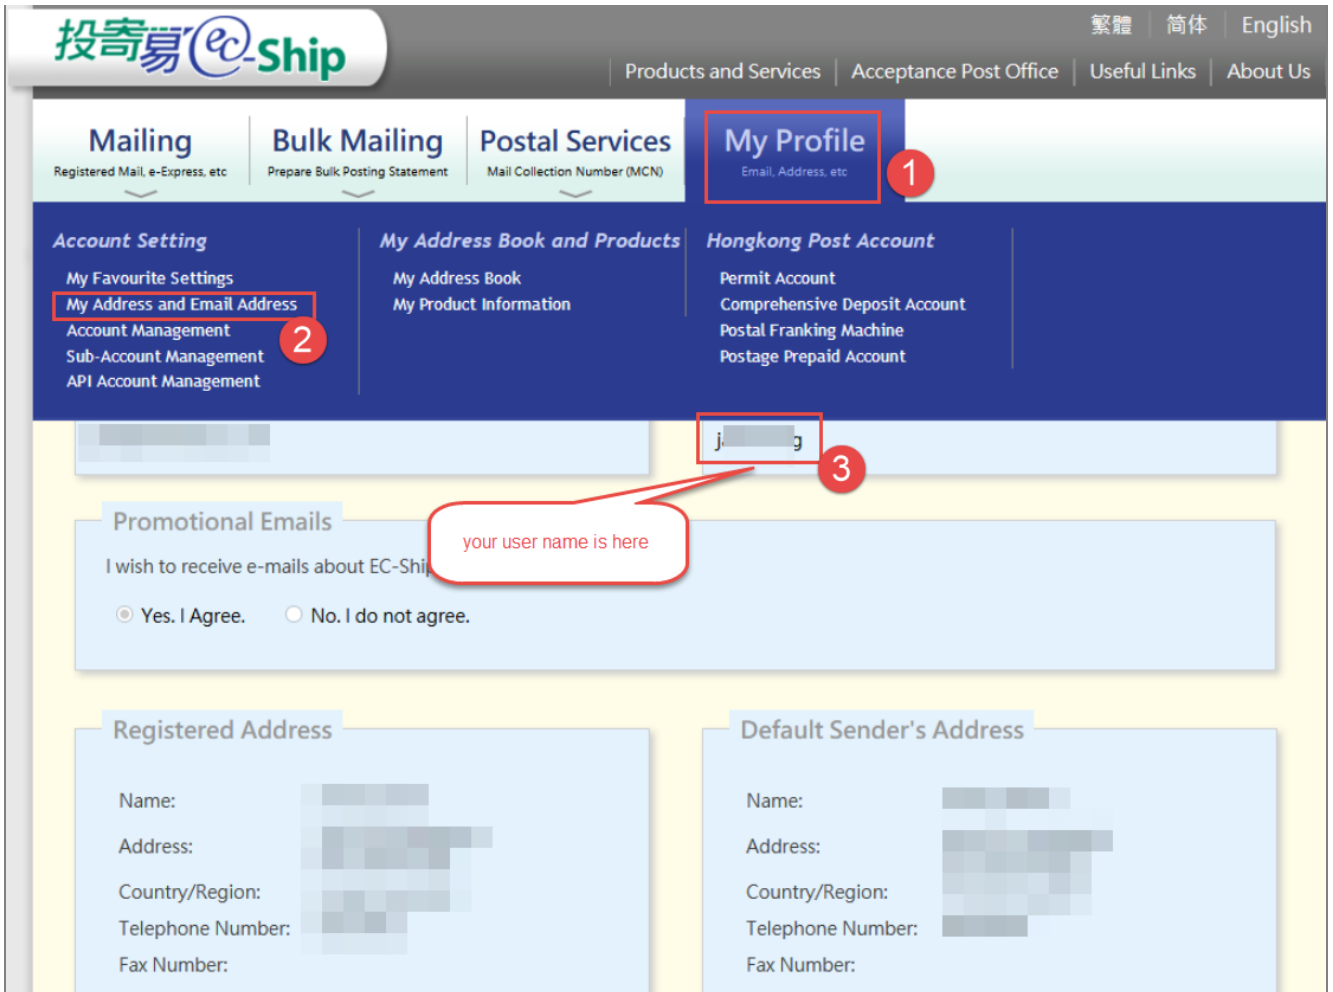 投寄易 ec-Ship
繁體 简体 English
Products and Services Acceptance Post Office Useful Links About Us
Mailing Bulk Mailing Postal Services My Profile
Registered Mail, e-Express, etc Prepare Bulk Posting Statement Mail Collection Number (MCN) Email, Address, etc
1
Account Setting My Address Book and Products Hongkong Post Account
My Favourite Settings My Address Book Permit Account
My Address and Email Address My Product Information Comprehensive Deposit Account
Account Management Postal Franking Machine
2
Sub-Account Management Postage Prepaid Account
API Account Management
3
Promotional Emails
your user name is here
I wish to receive e-mails about EC-Ship
Yes. I Agree. No. I do not agree.
Registered Address Default Sender's Address
Name: Name:
Address: Address:
Country/Region: Country/Region:
Telephone Number: Telephone Number:
Fax Number: Fax Number: